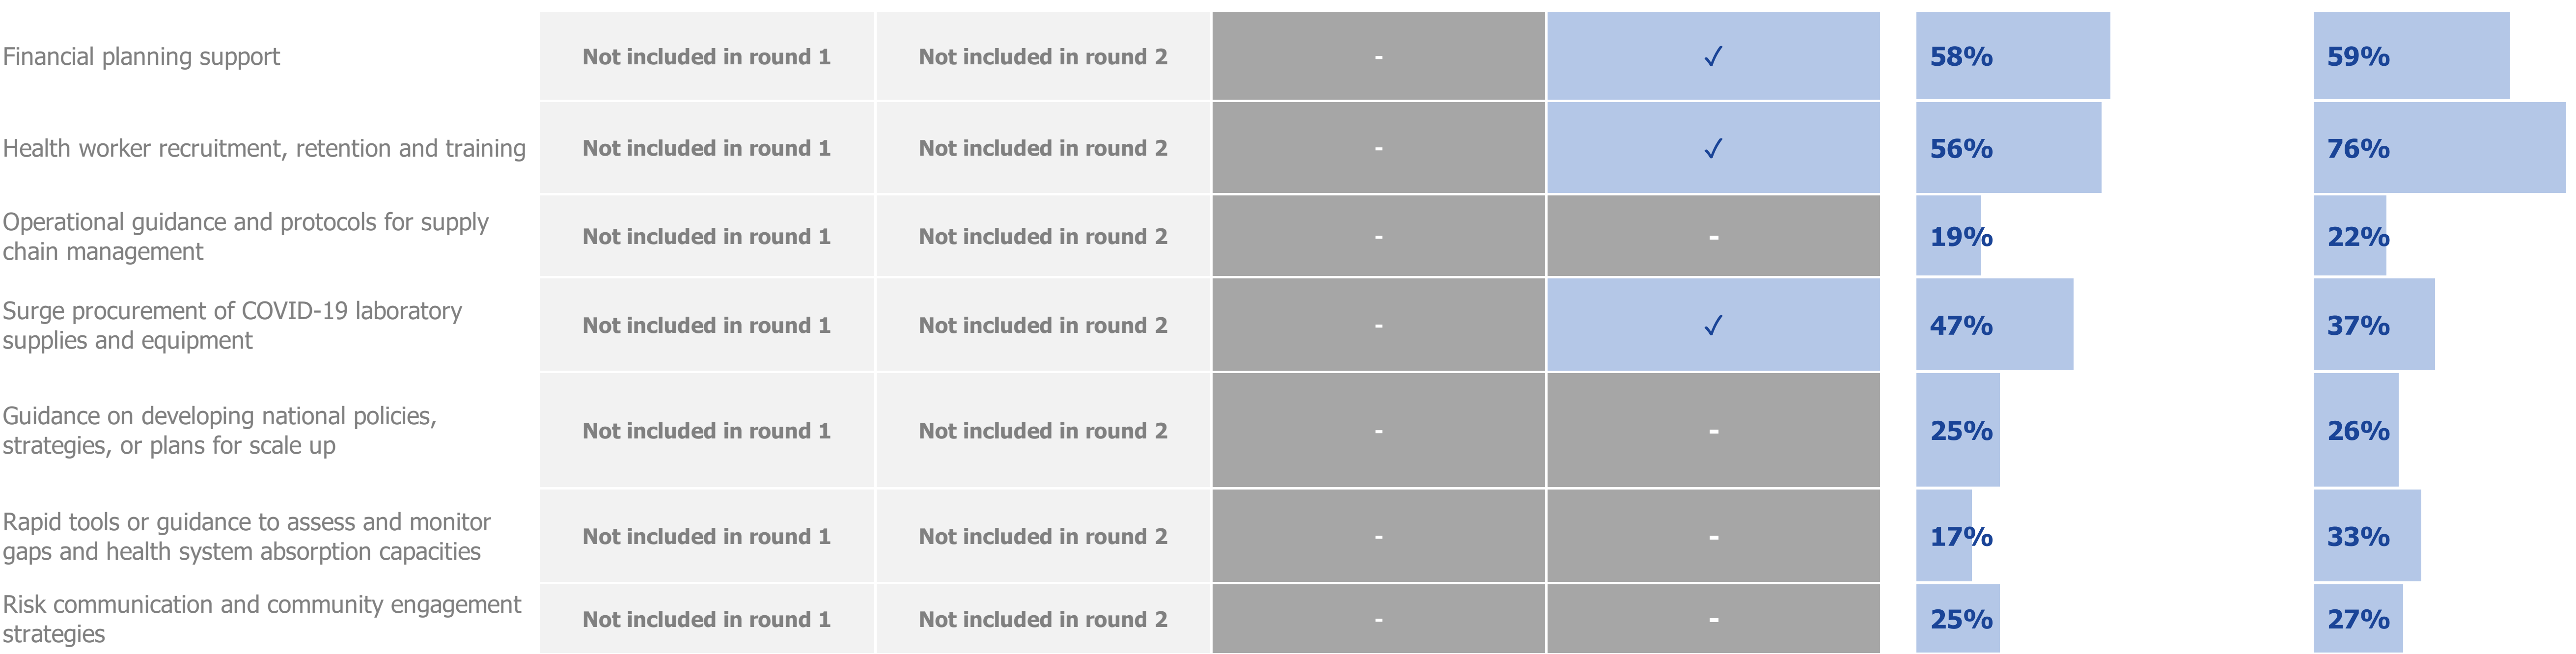 Financial planning support
Not included in round 1
Not included in round 2
-
✓
58%
59%
Health worker recruitment, retention and training
Not included in round 1
Not included in round 2
-
✓
56%
76%
Operational guidance and protocols for supply
chain management
Not included in round 1
Not included in round 2
-
-
19%
22%
Surge procurement of COVID-19 laboratory
supplies and equipment
Not included in round 1
Not included in round 2
-
✓
47%
37%
Guidance on developing national policies,
strategies, or plans for scale up
Not included in round 1
Not included in round 2
-
-
25%
26%
Rapid tools or guidance to assess and monitor
gaps and health system absorption capacities
Not included in round 1
Not included in round 2
-
-
17%
33%
Risk communication and community engagement
strategies
Not included in round 1
Not included in round 2
-
-
25%
27%